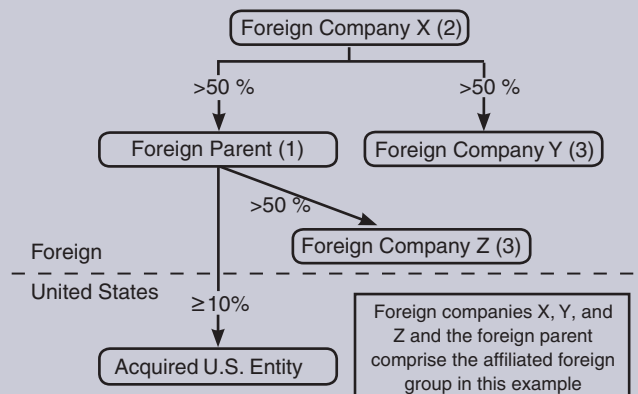 Foreign Company X (2)
>50 %
>50 %
Foreign Parent (1)
Foreign Company Y (3)
>50 %
Foreign Company Z (3)
Foreign
United States
≥10%
Acquired U.S. Entity
Foreign companies X, Y, and
Z and the foreign parent
comprise the affiliated foreign
group in this example